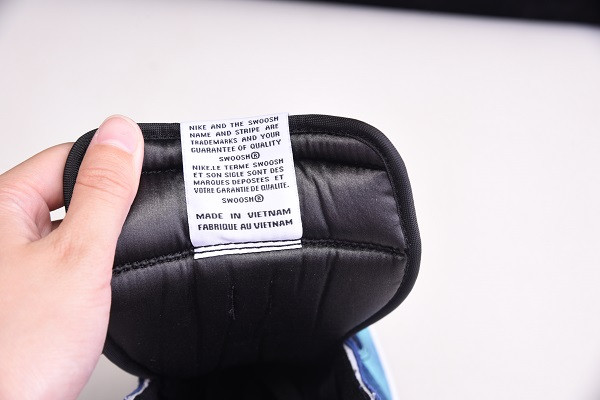 NIKE AND THE SWOOSH
NAME AND STRIPE ARE
TRADEMARKS AND YOUR
GUARANTEE OF QUALITY
SWOOSH®
NIKE,LE TERME SWOOSH
ET SON SIGLE SONT DES
MARQUES DEPOSEES ET
VOTRE GARANTIE DE QUALITE.
SWOOSH®
MADE IN VIETNAM
FABRIQUE AU VIETNAM